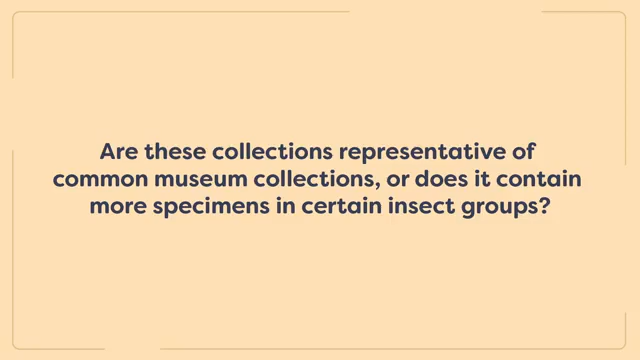 Are these collections representative of
common museum collections, or does it contain
more specimens in certain insect groups?